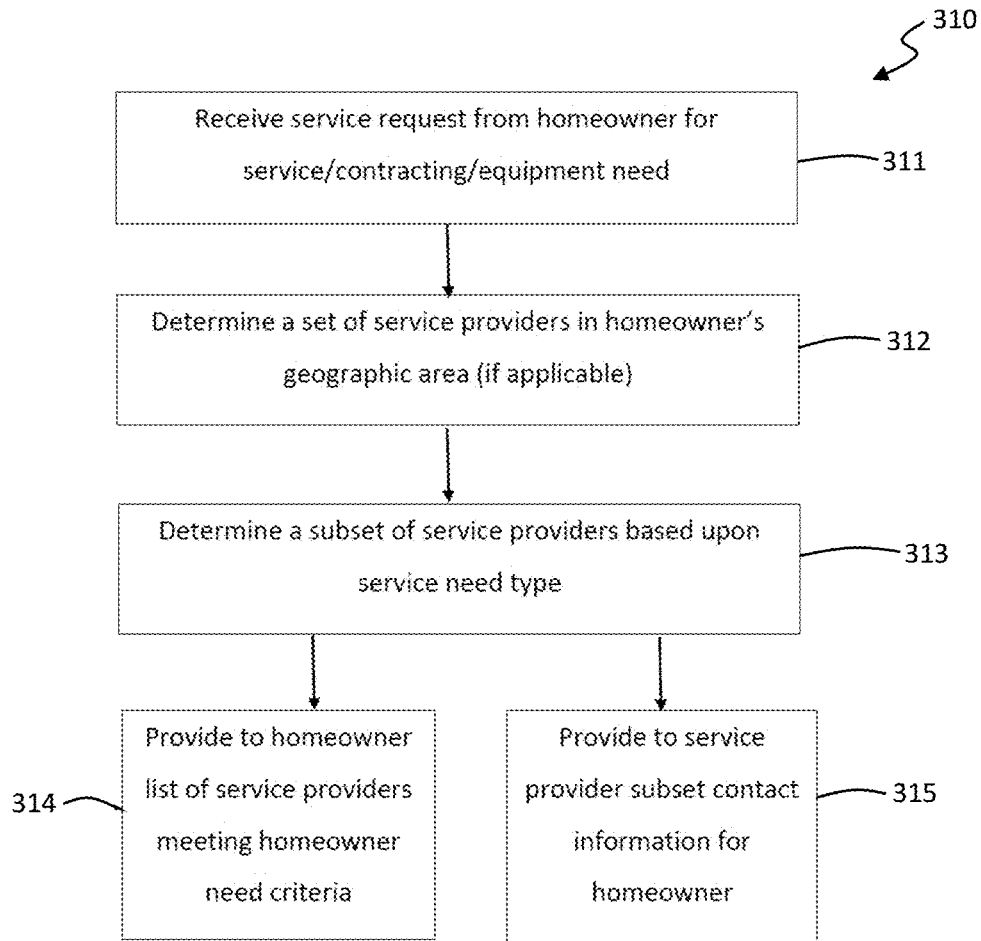 310
Receive service request from homeowner for
service/contracting/equipment need
311
Determine a set of service providers in homeowner's
geographic area (if applicable)
312
Determine a subset of service providers based upon
service need type
313
Provide to homeowner
list of service providers
meeting homeowner
need criteria
314
Provide to service
provider subset contact
information for
homeowner
315